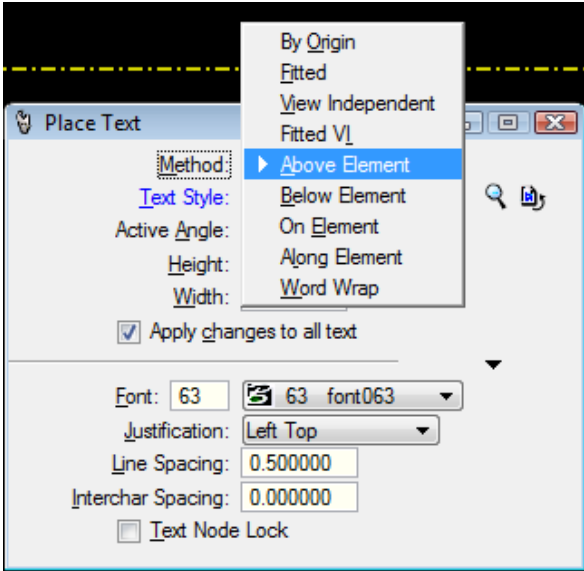 By Origin
Fitted
View Independent
Fitted VI
Above Element
Below Element
On Element
Along Element
Word Wrap
Place Text
Method:
Text Style:
Active Angle:
Height:
Width:
Apply changes to all text
Font: 63 63 font063
Justification: Left Top
Line Spacing: 0.500000
Interchar Spacing: 0.000000
Text Node Lock